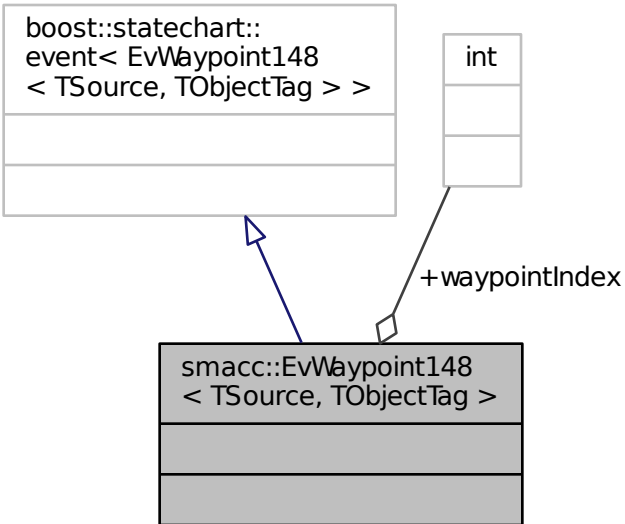 boost::statechart::
event< EvWaypoint148
< TSource, TObjectTag > >
int
+waypointIndex
smacc::EvWaypoint148
< TSource, TObjectTag >